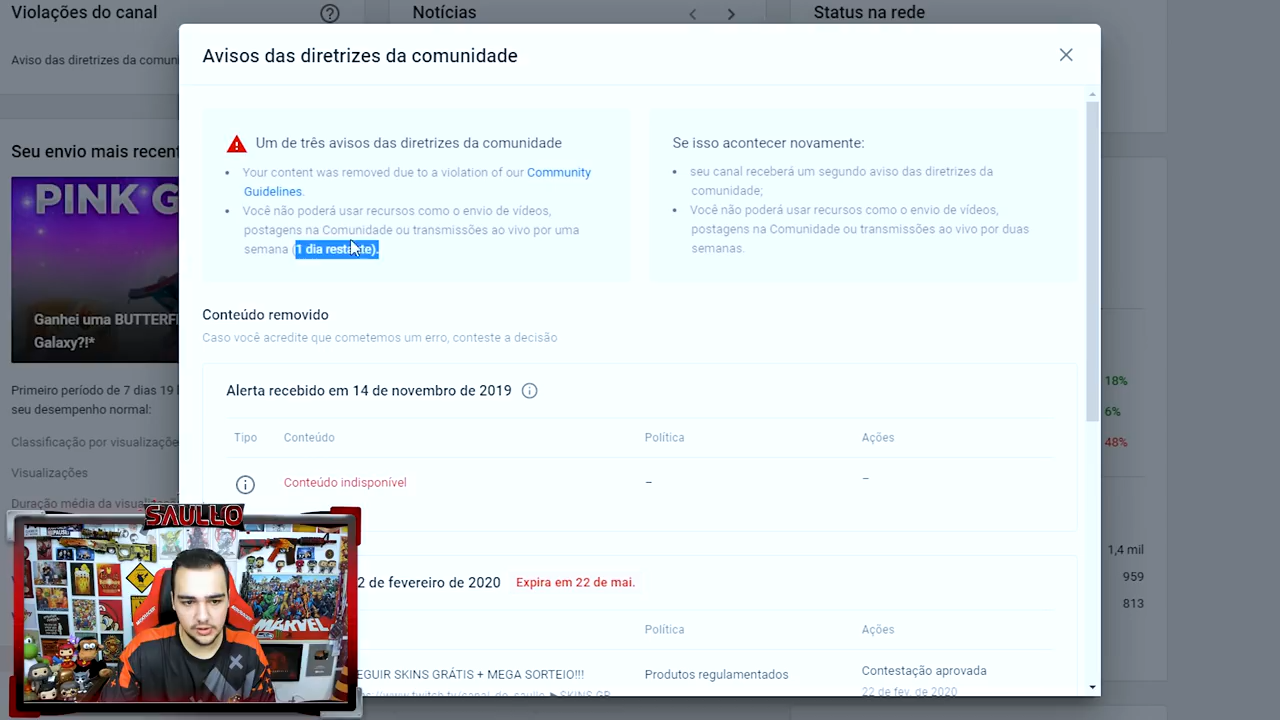 Violações do canal
Notícias
Status na rede
Aviso das diretrizes da comuni
Avisos das diretrizes da comunidade
Um de três avisos das diretrizes da comunidade
Your content was removed due to a violation of our Community
Guidelines.
Você não poderá usar recursos como o envio de vídeos,
postagens na Comunidade ou transmissões ao vivo por uma
semana (1 dia restante).
Se isso acontecer novamente:
seu canal receberá um segundo aviso das diretrizes da
comunidade;
Você não poderá usar recursos como o envio de vídeos,
postagens na Comunidade ou transmissões ao vivo por duas
semanas.
Seu envio mais recent
PINK G
Ganhei uma BUTTERF
Galaxy?!*
Primeiro período de 7 dias 19
seu desempenho normal:
Classificação por visualizaçõe
Visualizações
Duração média da visualiz
Conteúdo removido
Caso você acredite que cometemos um erro, conteste a decisão
Alerta recebido em 14 de novembro de 2019
Tipo Conteúdo Política Ações
Conteúdo indisponível – –
18%
6%
48%
1,4 mil
959
813
2 de fevereiro de 2020 Expira em 22 de mai.
Política Ações
EGUIR SKINS GRÁTIS + MEGA SORTEIO!!! Produtos regulamentados Contestação aprovada
22 de fev. de 2020
SAULLO
MARVEL